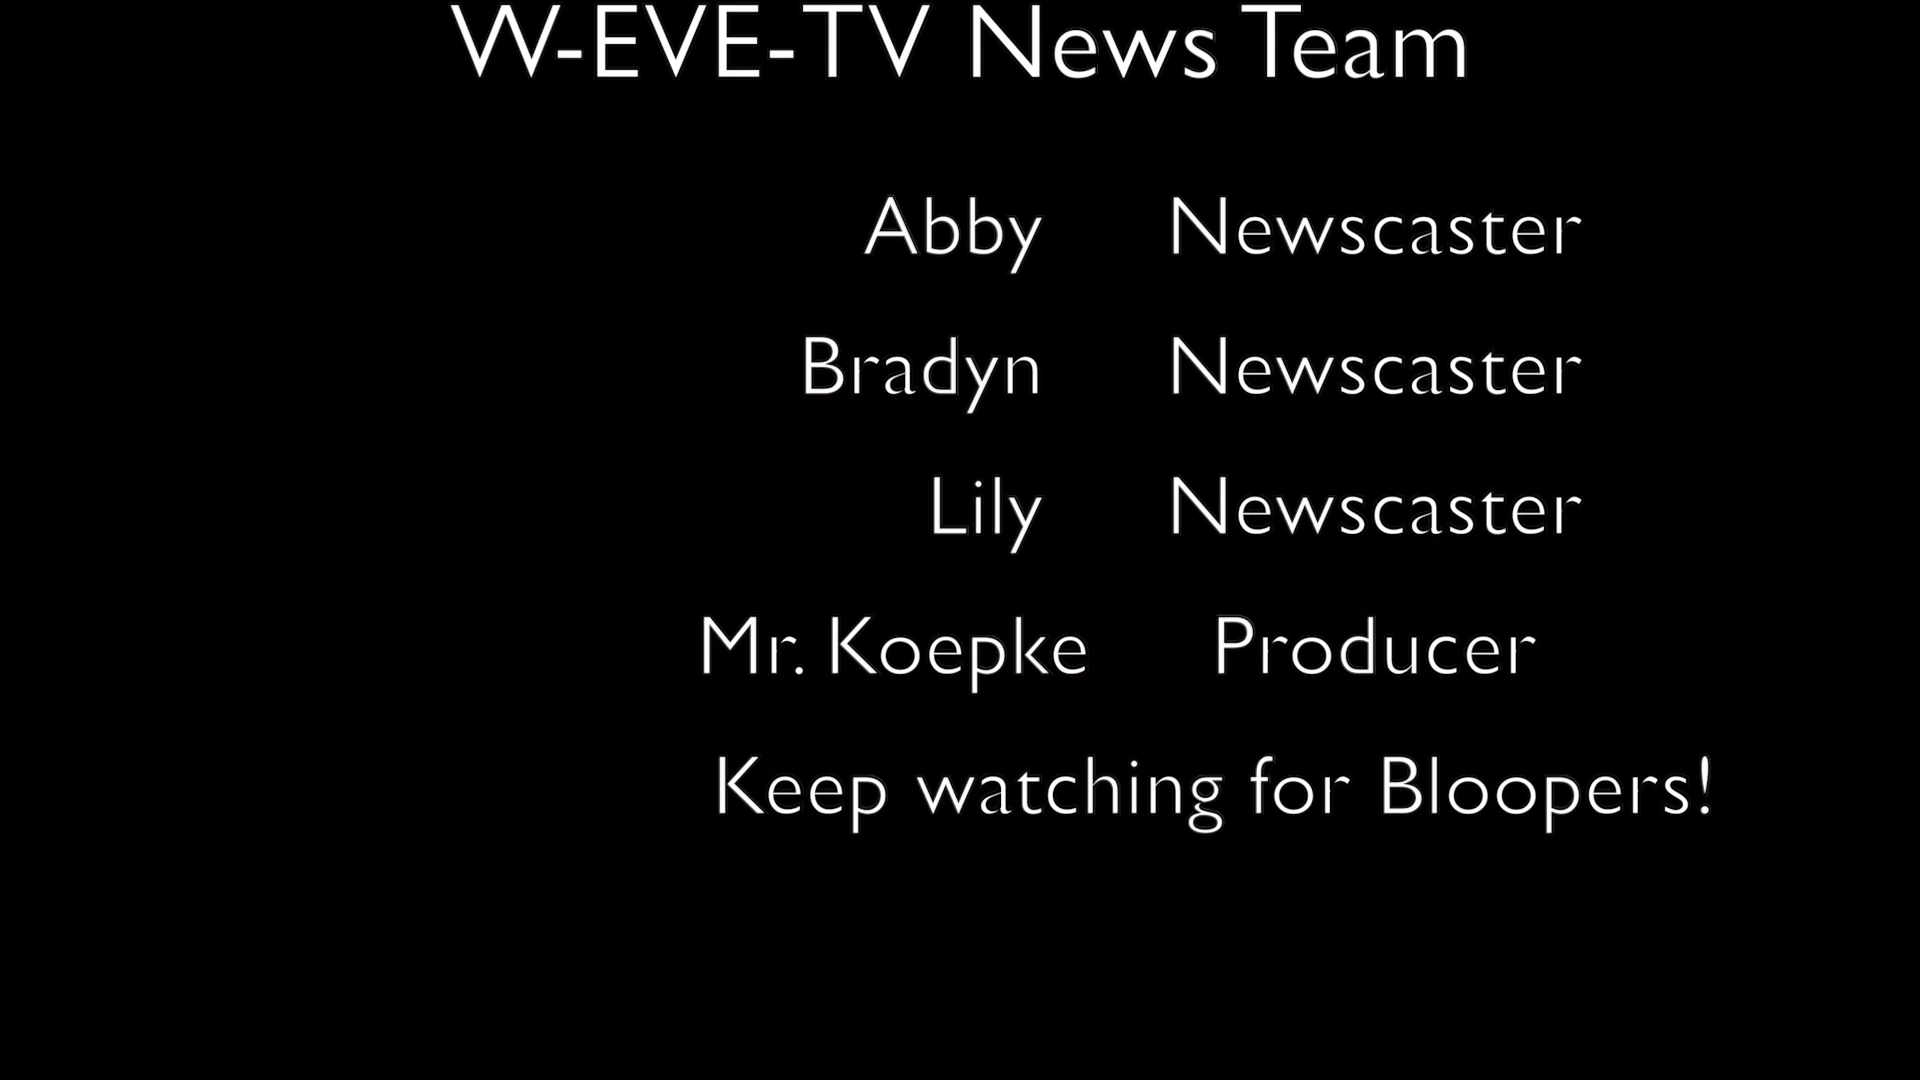 W-EVE-TV News Team
Abby Newscaster
Bradyn Newscaster
Lily Newscaster
Mr. Koepke Producer
Keep watching for Bloopers!